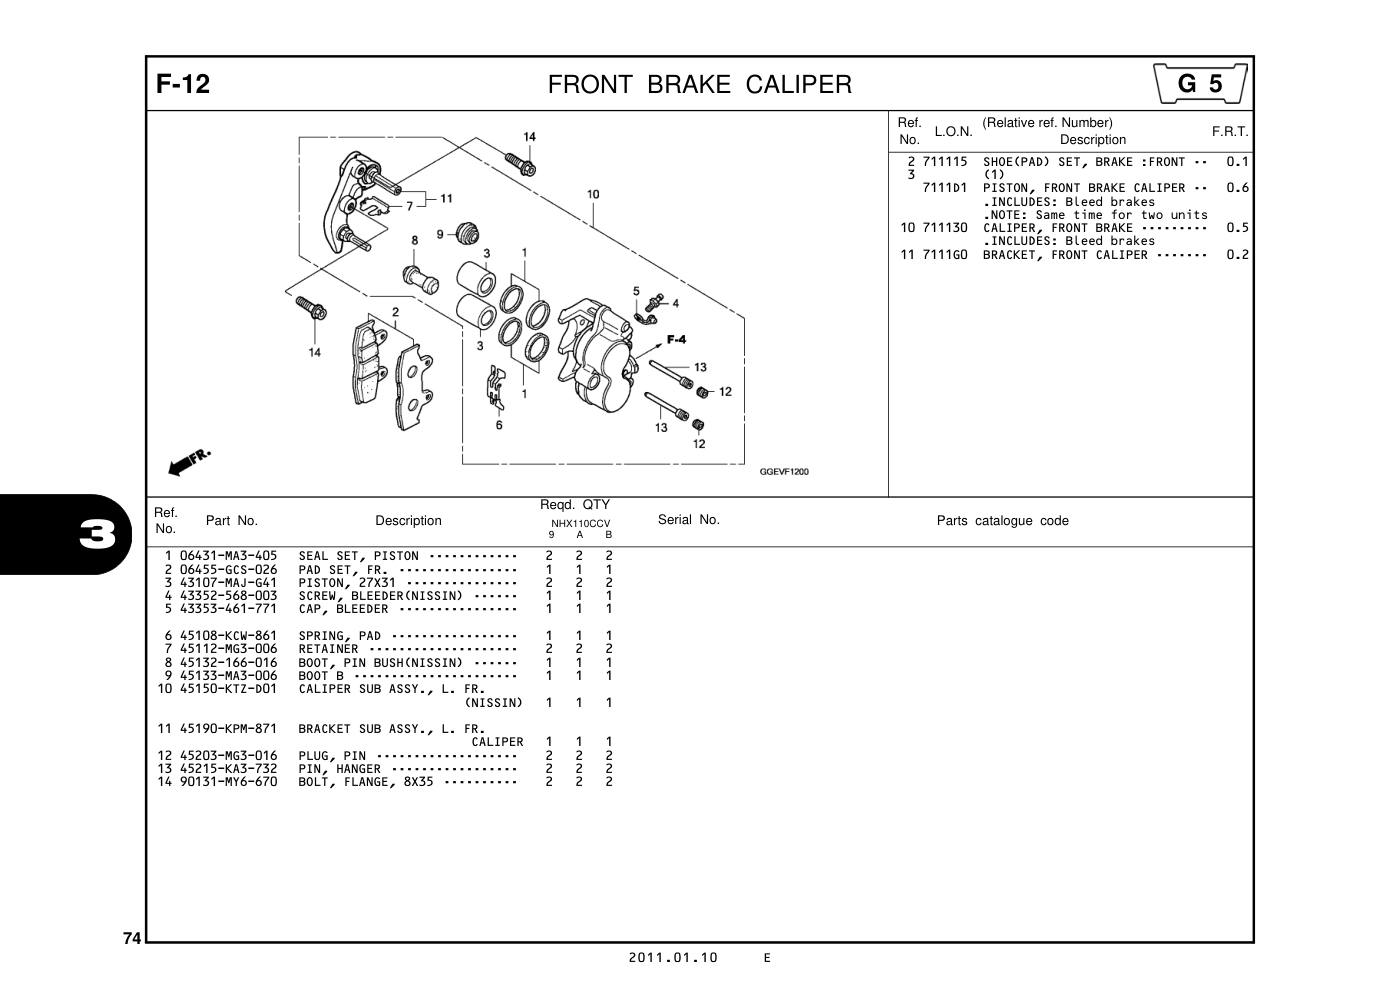 F-12 FRONT BRAKE CALIPER G 5
Ref. No. L.O.N. (Relative ref. Number) Description F.R.T.
2 711115 SHOE(PAD) SET, BRAKE :FRONT -- 0.1
3 (1)
7111D1 PISTON, FRONT BRAKE CALIPER -- 0.6
.INCLUDES: Bleed brakes
.NOTE: Same time for two units
10 711130 CALIPER, FRONT BRAKE --------- 0.5
.INCLUDES: Bleed brakes
11 7111G0 BRACKET, FRONT CALIPER ------- 0.2
14
11
7
10
9
8
3
1
5
4
2
14
3
F-4
13
1
12
6
13
12
FR.
GGEVF1200
3
Ref. No. Part No. Description Reqd. QTY Serial No. Parts catalogue code
NHX110CCV
9 A B
1 06431-MA3-405 SEAL SET, PISTON ------------ 2 2 2
2 06455-GCS-026 PAD SET, FR. ---------------- 1 1 1
3 43107-MAJ-G41 PISTON, 27X31 --------------- 2 2 2
4 43352-568-003 SCREW, BLEEDER(NISSIN) ------ 1 1 1
5 43353-461-771 CAP, BLEEDER ---------------- 1 1 1
6 45108-KCW-861 SPRING, PAD ----------------- 1 1 1
7 45112-MG3-006 RETAINER -------------------- 2 2 2
8 45132-166-016 BOOT, PIN BUSH(NISSIN) ------ 1 1 1
9 45133-MA3-006 BOOT B ---------------------- 1 1 1
10 45150-KTZ-D01 CALIPER SUB ASSY., L. FR.
(NISSIN) 1 1 1
11 45190-KPM-871 BRACKET SUB ASSY., L. FR.
CALIPER 1 1 1
12 45203-MG3-016 PLUG, PIN ------------------- 2 2 2
13 45215-KA3-732 PIN, HANGER ----------------- 2 2 2
14 90131-MY6-670 BOLT, FLANGE, 8X35 ---------- 2 2 2
74
2011.01.10 E